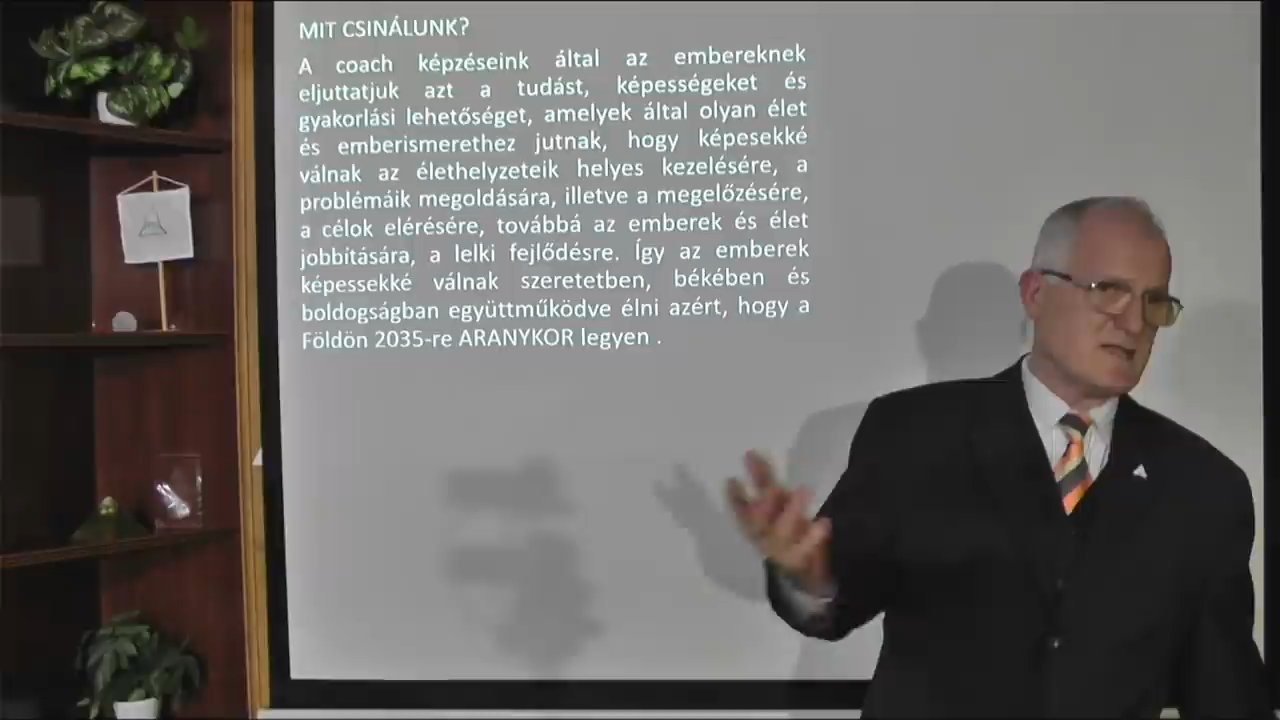 MIT CSINÁLUNK?
A coach képzéseink által az embereknek
eljuttatjuk azt a tudást, képességeket és
gyakorlási lehetőséget, amelyek által olyan élet
és emberismerethez jutnak, hogy képesekké
válnak az élethelyzeteik helyes kezelésére, a
problémáik megoldására, illetve a megelőzésére,
a célok elérésére, továbbá az emberek és élet
jobbítására, a lelki fejlődésre. Így az emberek
képessekké válnak szeretetben, békében és
boldogságban együttműködve élni azért, hogy a
Földön 2035-re ARANYKOR legyen .